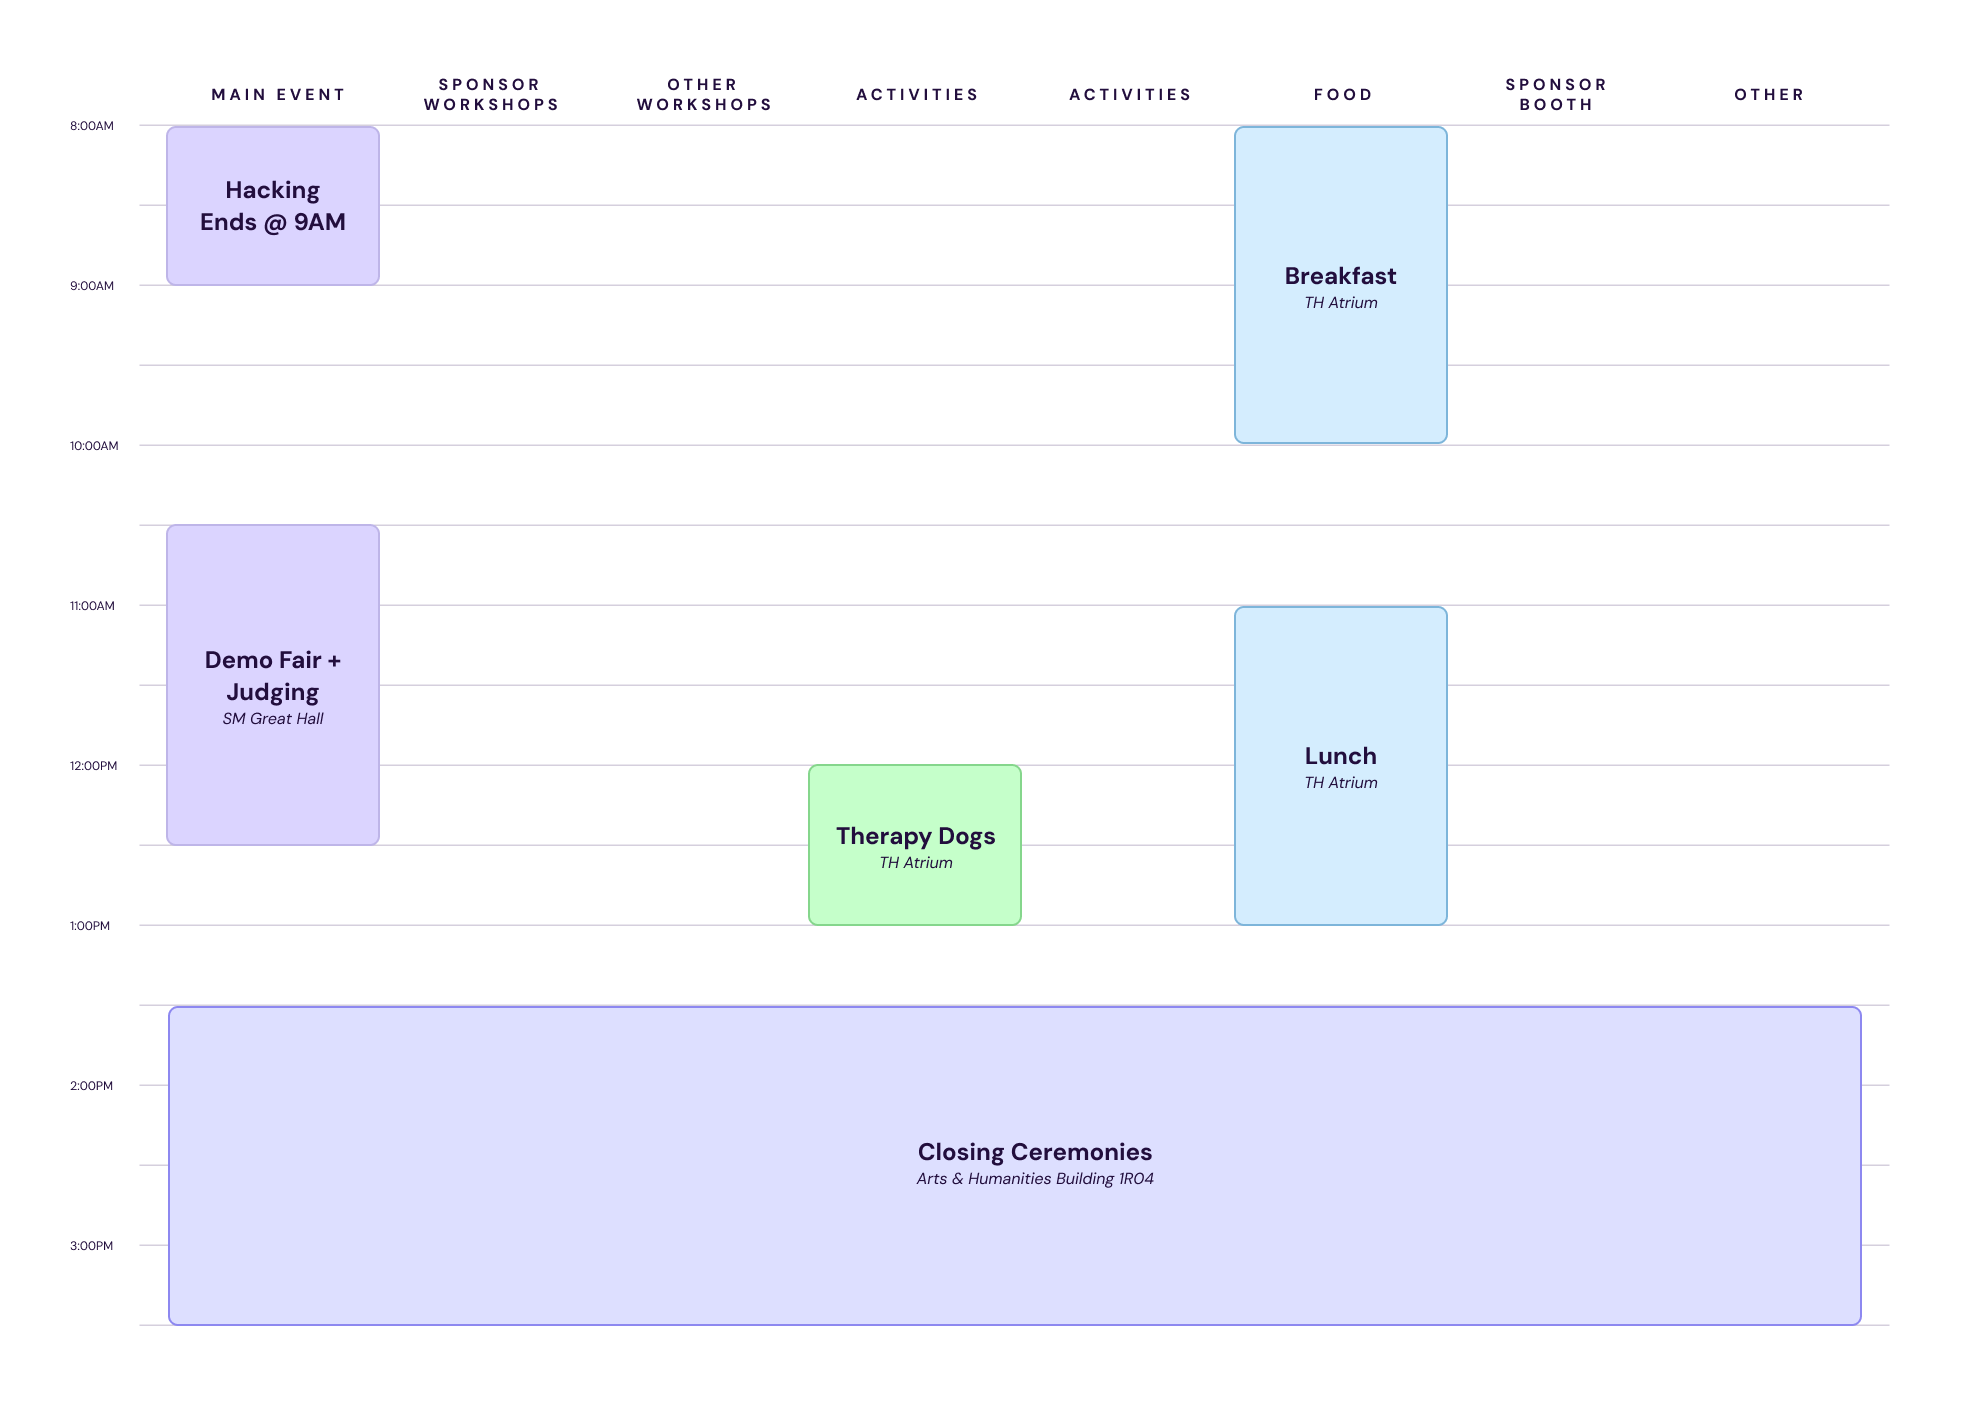 MAIN EVENT
SPONSOR
WORKSHOPS
OTHER
WORKSHOPS
ACTIVITIES
ACTIVITIES
FOOD
SPONSOR
BOOTH
OTHER
8:00AM
Hacking
Ends @ 9AM
9:00AM
Breakfast
TH Atrium
10:00AM
11:00AM
Demo Fair +
Judging
SM Great Hall
12:00PM
Lunch
TH Atrium
Therapy Dogs
TH Atrium
1:00PM
2:00PM
Closing Ceremonies
Arts & Humanities Building 1R04
3:00PM